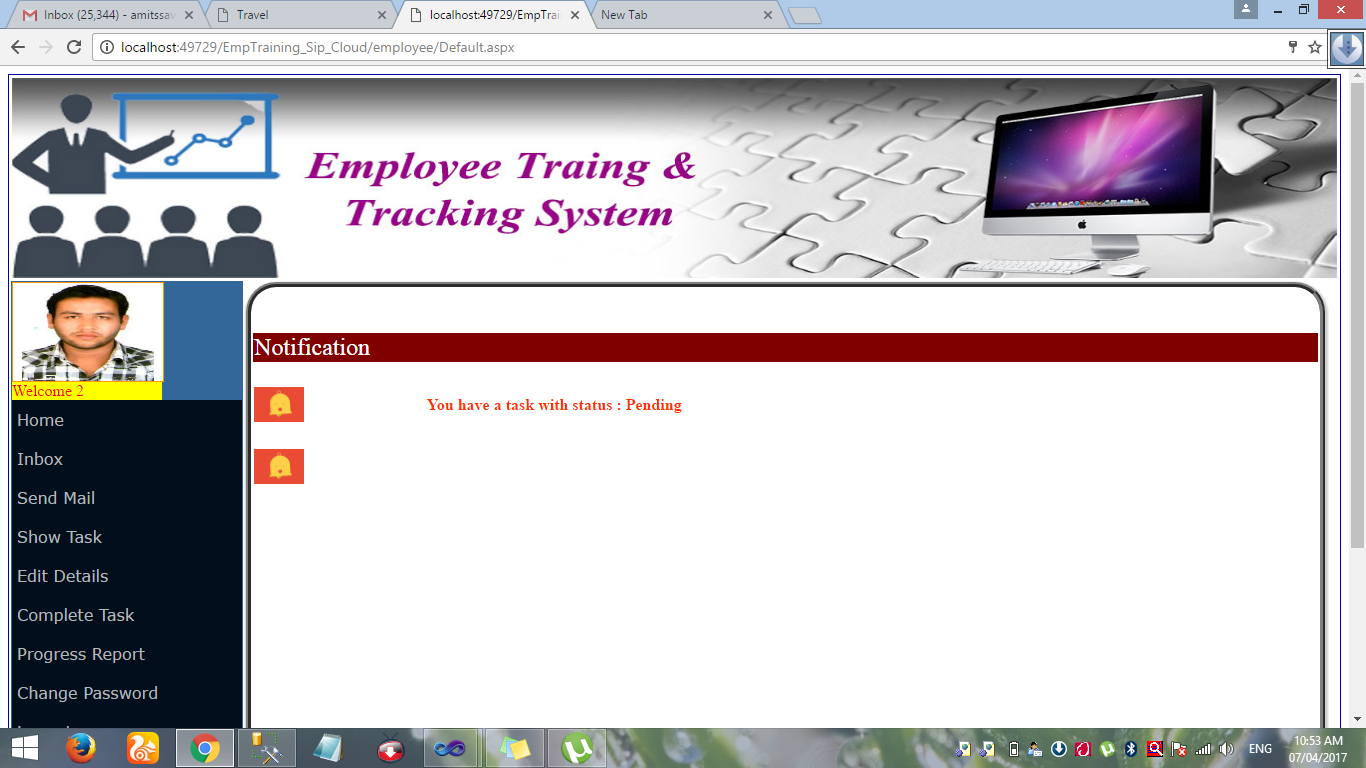 Inbox (25,344) - amitssav
Travel
localhost:49729/EmpTrain
New Tab
localhost:49729/EmpTraining_Sip_Cloud/employee/Default.aspx
Employee Traing &
Tracking System
Welcome 2
Notification
You have a task with status : Pending
Home
Inbox
Send Mail
Show Task
Edit Details
Complete Task
Progress Report
Change Password
ENG
10:53 AM
07/04/2017